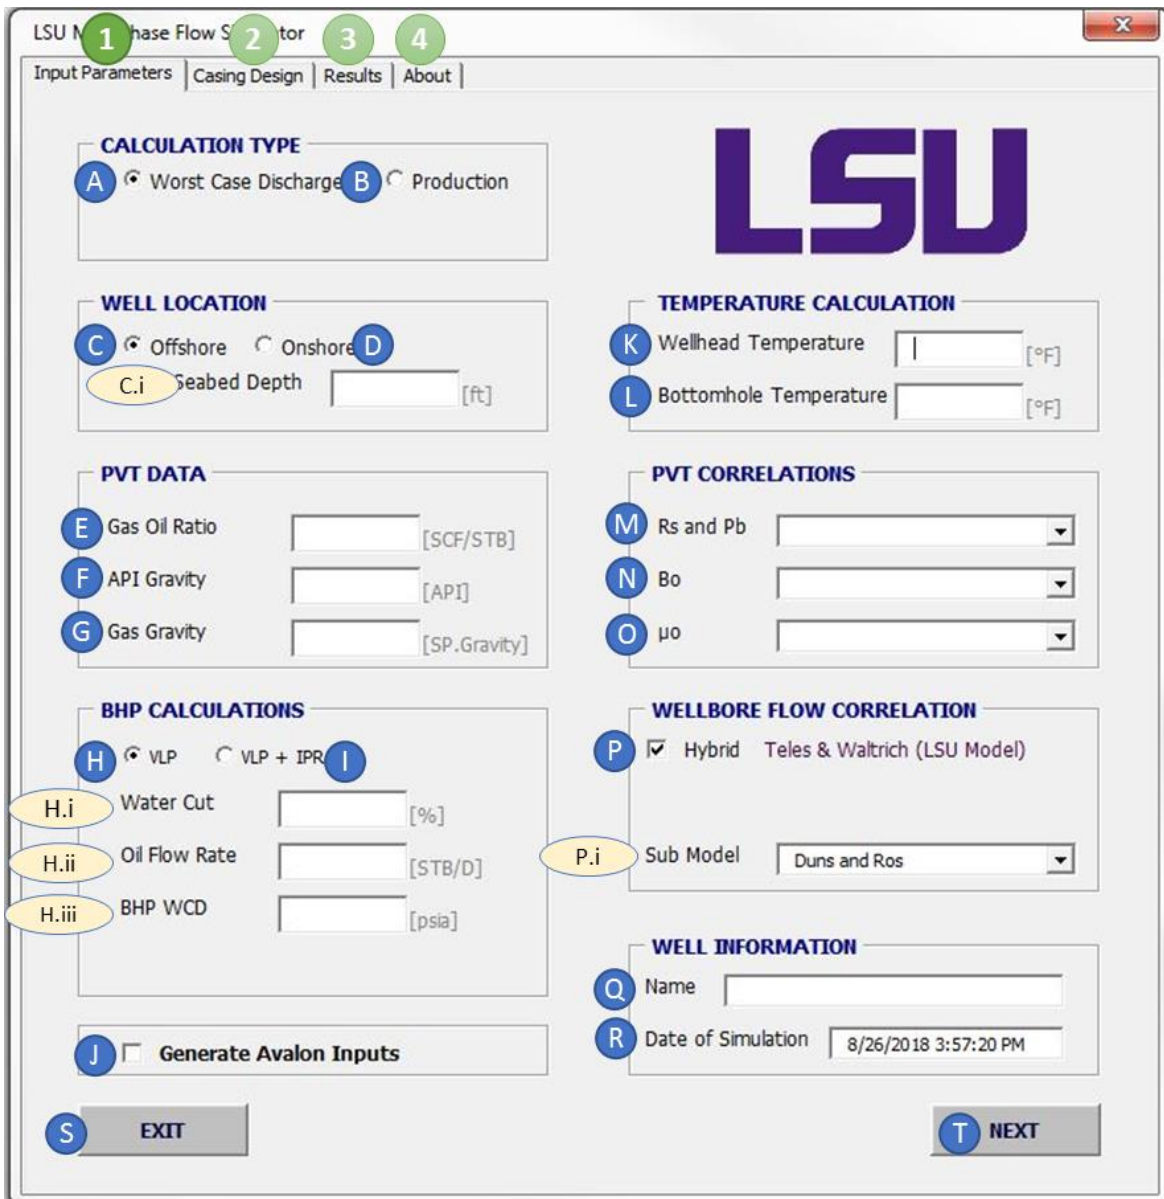 LSU M hase Flow S tor
1 2 3 4
Input Parameters Casing Design Results About
CALCULATION TYPE
A Worst Case Discharge B Production
LSU
WELL LOCATION
C Offshore Onshore D
C.i Seabed Depth [ft]
TEMPERATURE CALCULATION
K Wellhead Temperature [°F]
L Bottomhole Temperature [°F]
PVT DATA
E Gas Oil Ratio [SCF/STB]
F API Gravity [API]
G Gas Gravity [SP.Gravity]
PVT CORRELATIONS
M Rs and Pb
N Bo
O µo
BHP CALCULATIONS
H VLP VLP + IPR I
H.i Water Cut [%]
H.ii Oil Flow Rate [STB/D]
H.iii BHP WCD [psia]
WELLBORE FLOW CORRELATION
P Hybrid Teles & Waltrich (LSU Model)
P.i Sub Model Duns and Ros
WELL INFORMATION
Q Name
R Date of Simulation 8/26/2018 3:57:20 PM
J Generate Avalon Inputs
S EXIT
T NEXT